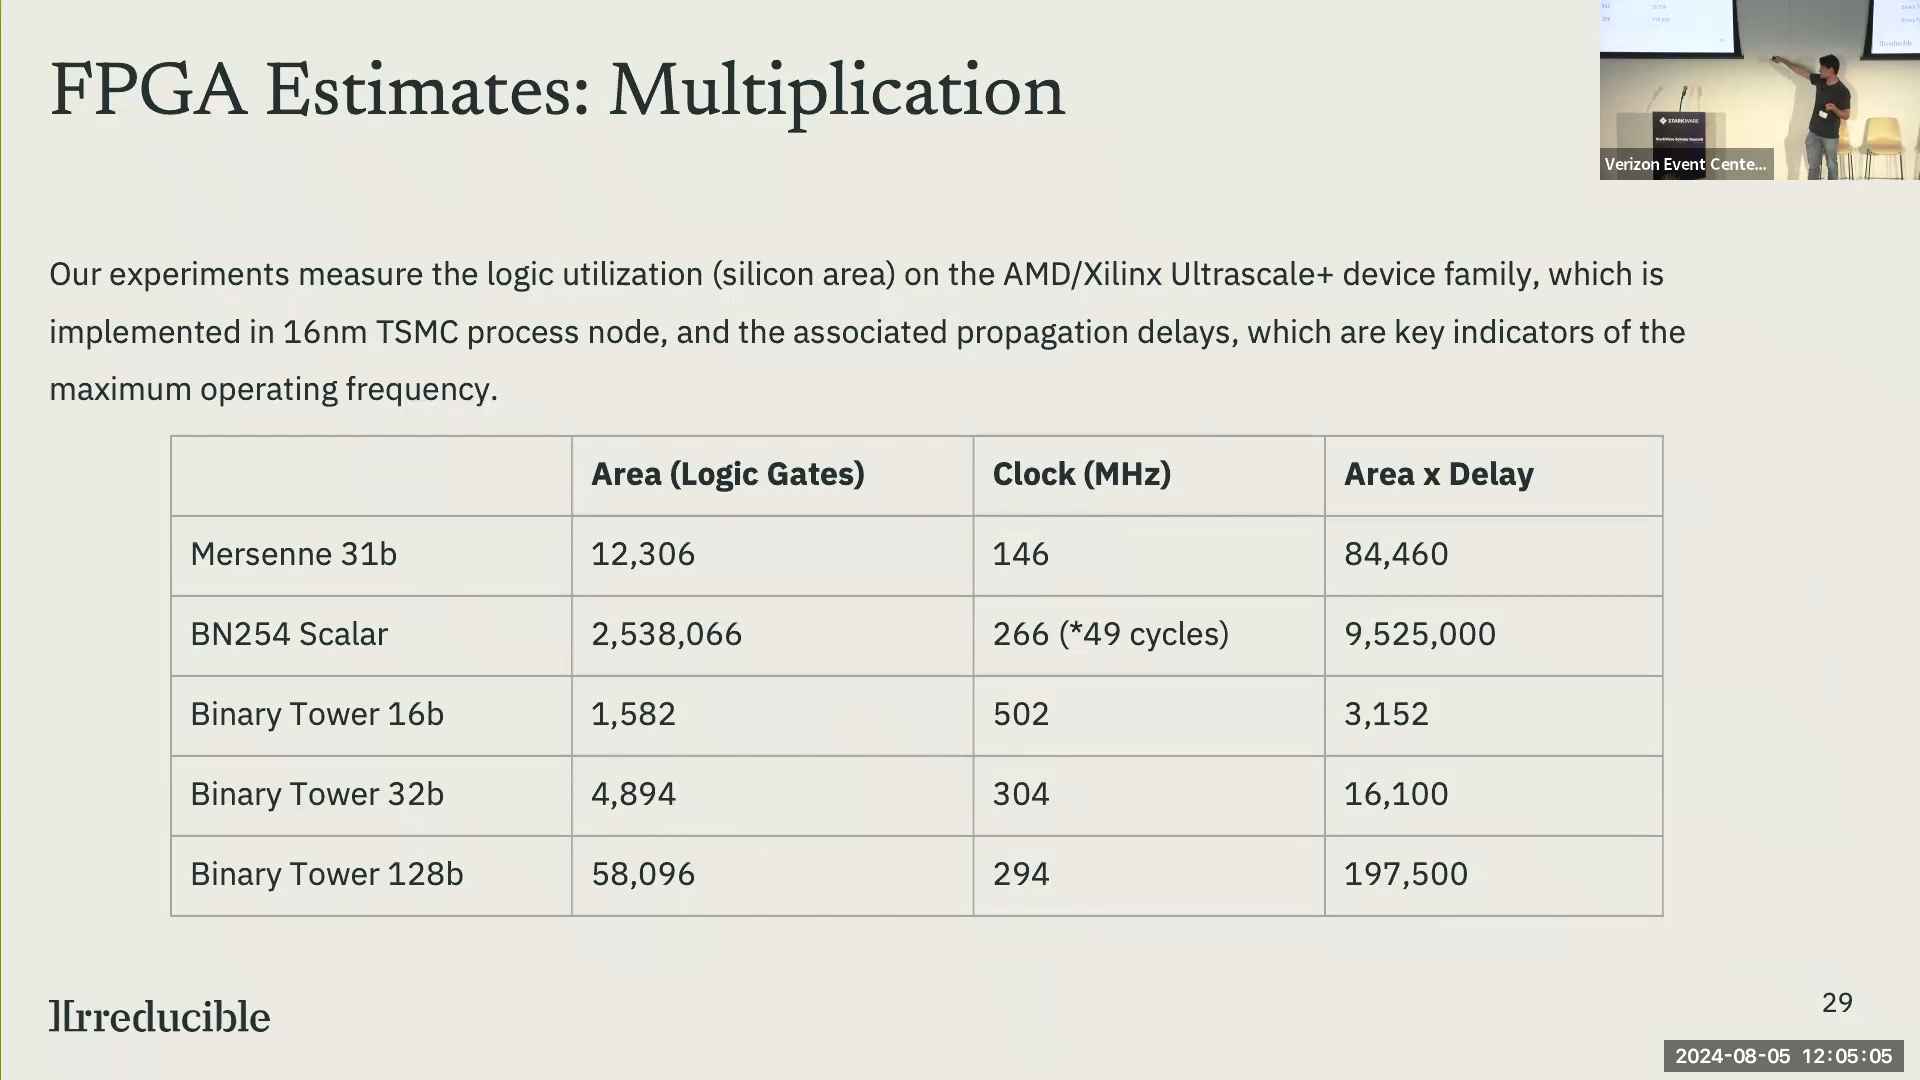 FPGA Estimates: Multiplication
STARKWARE
StarkWare Scholar Summit
Verizon Event Cente...
Our experiments measure the logic utilization (silicon area) on the AMD/Xilinx Ultrascale+ device family, which is
implemented in 16nm TSMC process node, and the associated propagation delays, which are key indicators of the
maximum operating frequency.
Area (Logic Gates) Clock (MHz) Area x Delay
Mersenne 31b 12,306 146 84,460
BN254 Scalar 2,538,066 266 (*49 cycles) 9,525,000
Binary Tower 16b 1,582 502 3,152
Binary Tower 32b 4,894 304 16,100
Binary Tower 128b 58,096 294 197,500
Irreducible
29
2024-08-05 12:05:05